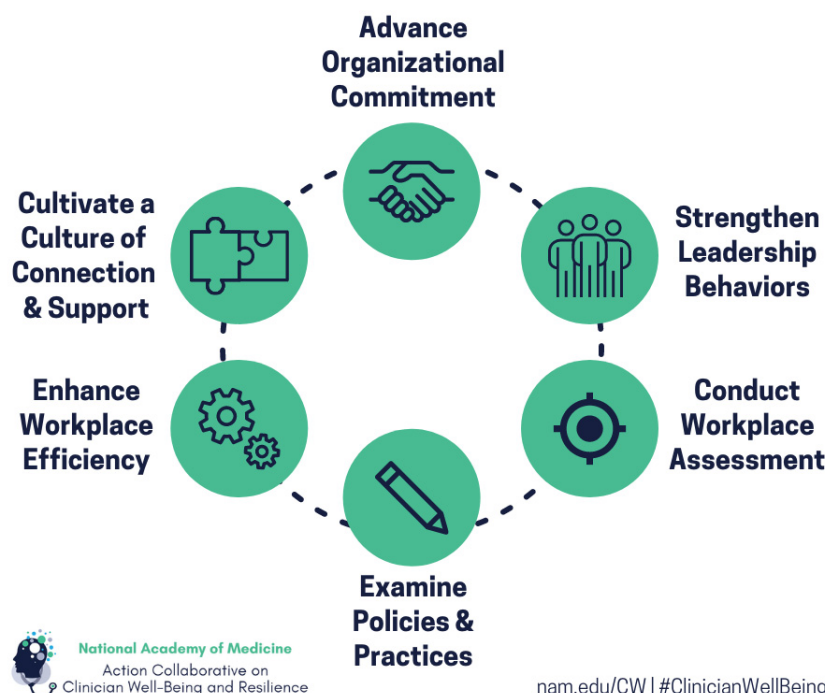 Advance
Organizational
Commitment
Strengthen
Leadership
Behaviors
Conduct
Workplace
Assessment
Examine
Policies &
Practices
Enhance
Workplace
Efficiency
Cultivate a
Culture of
Connection
& Support
National Academy of Medicine
Action Collaborative on
Clinician Well-Being and Resilience
nam.edu/CW | #ClinicianWellBeing